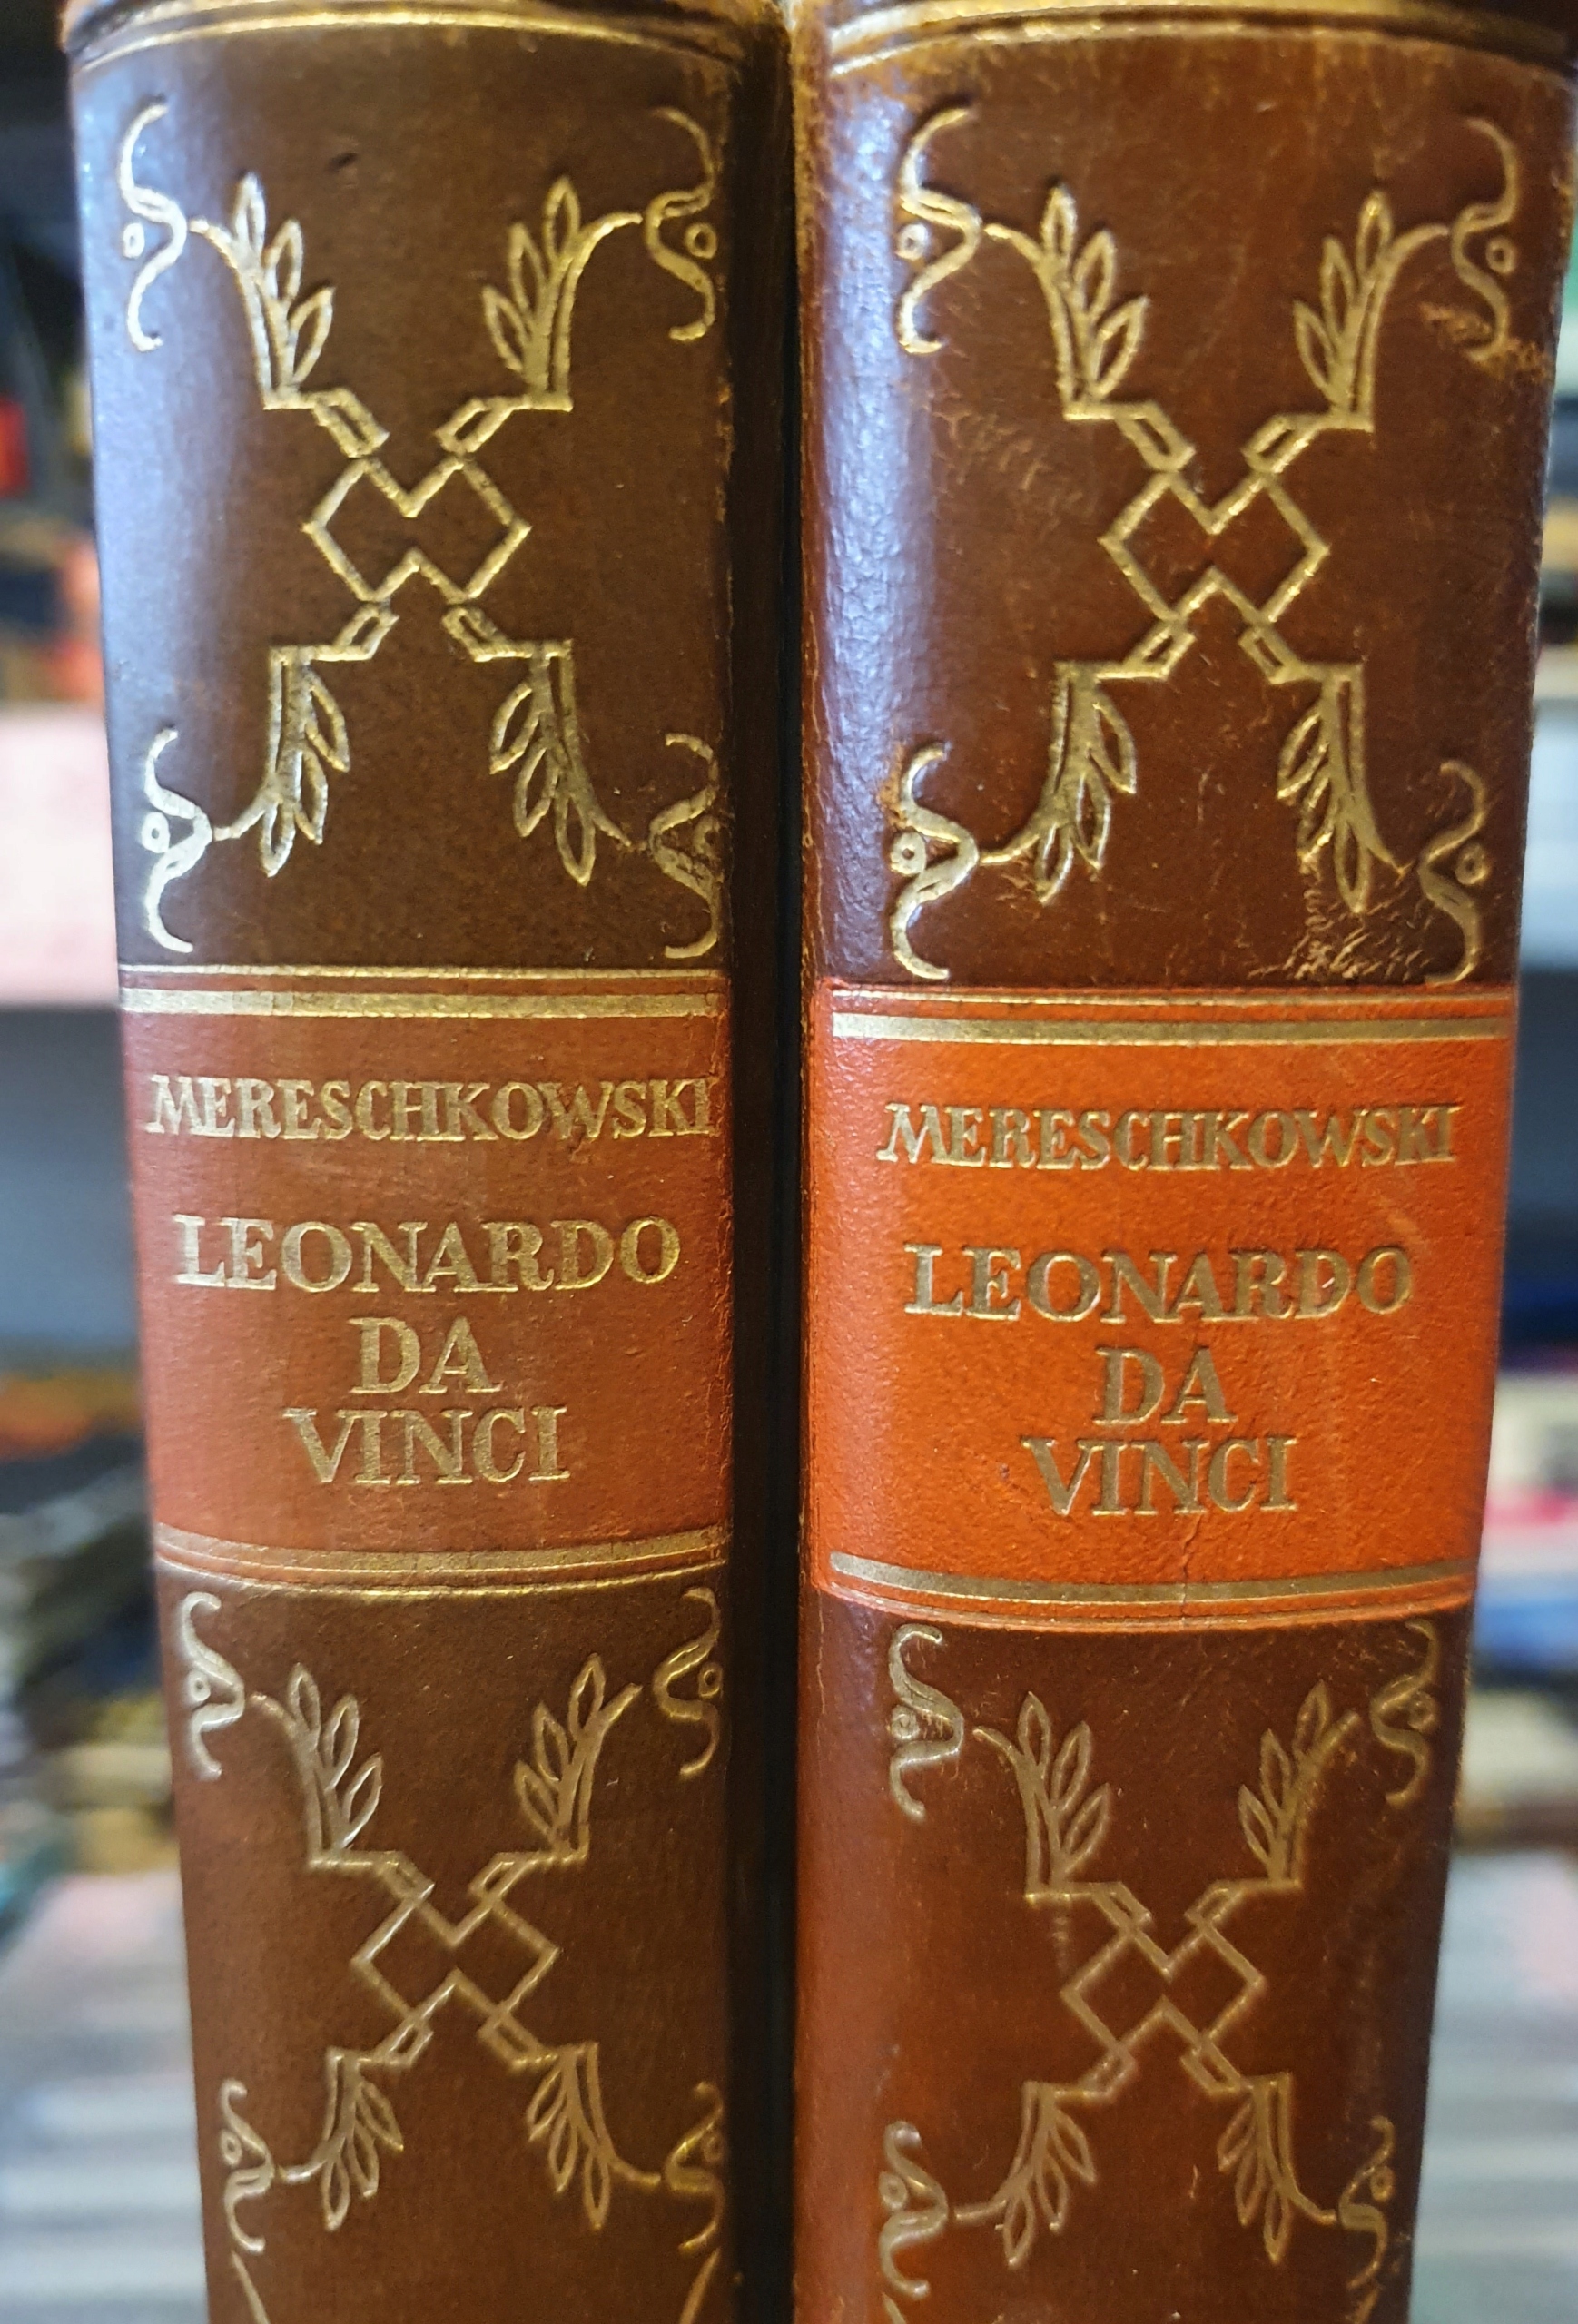 MERESCHKOWSKI
LEONARDO
DA
VINCI
MERESCHKOWSKI
LEONARDO
DA
VINCI